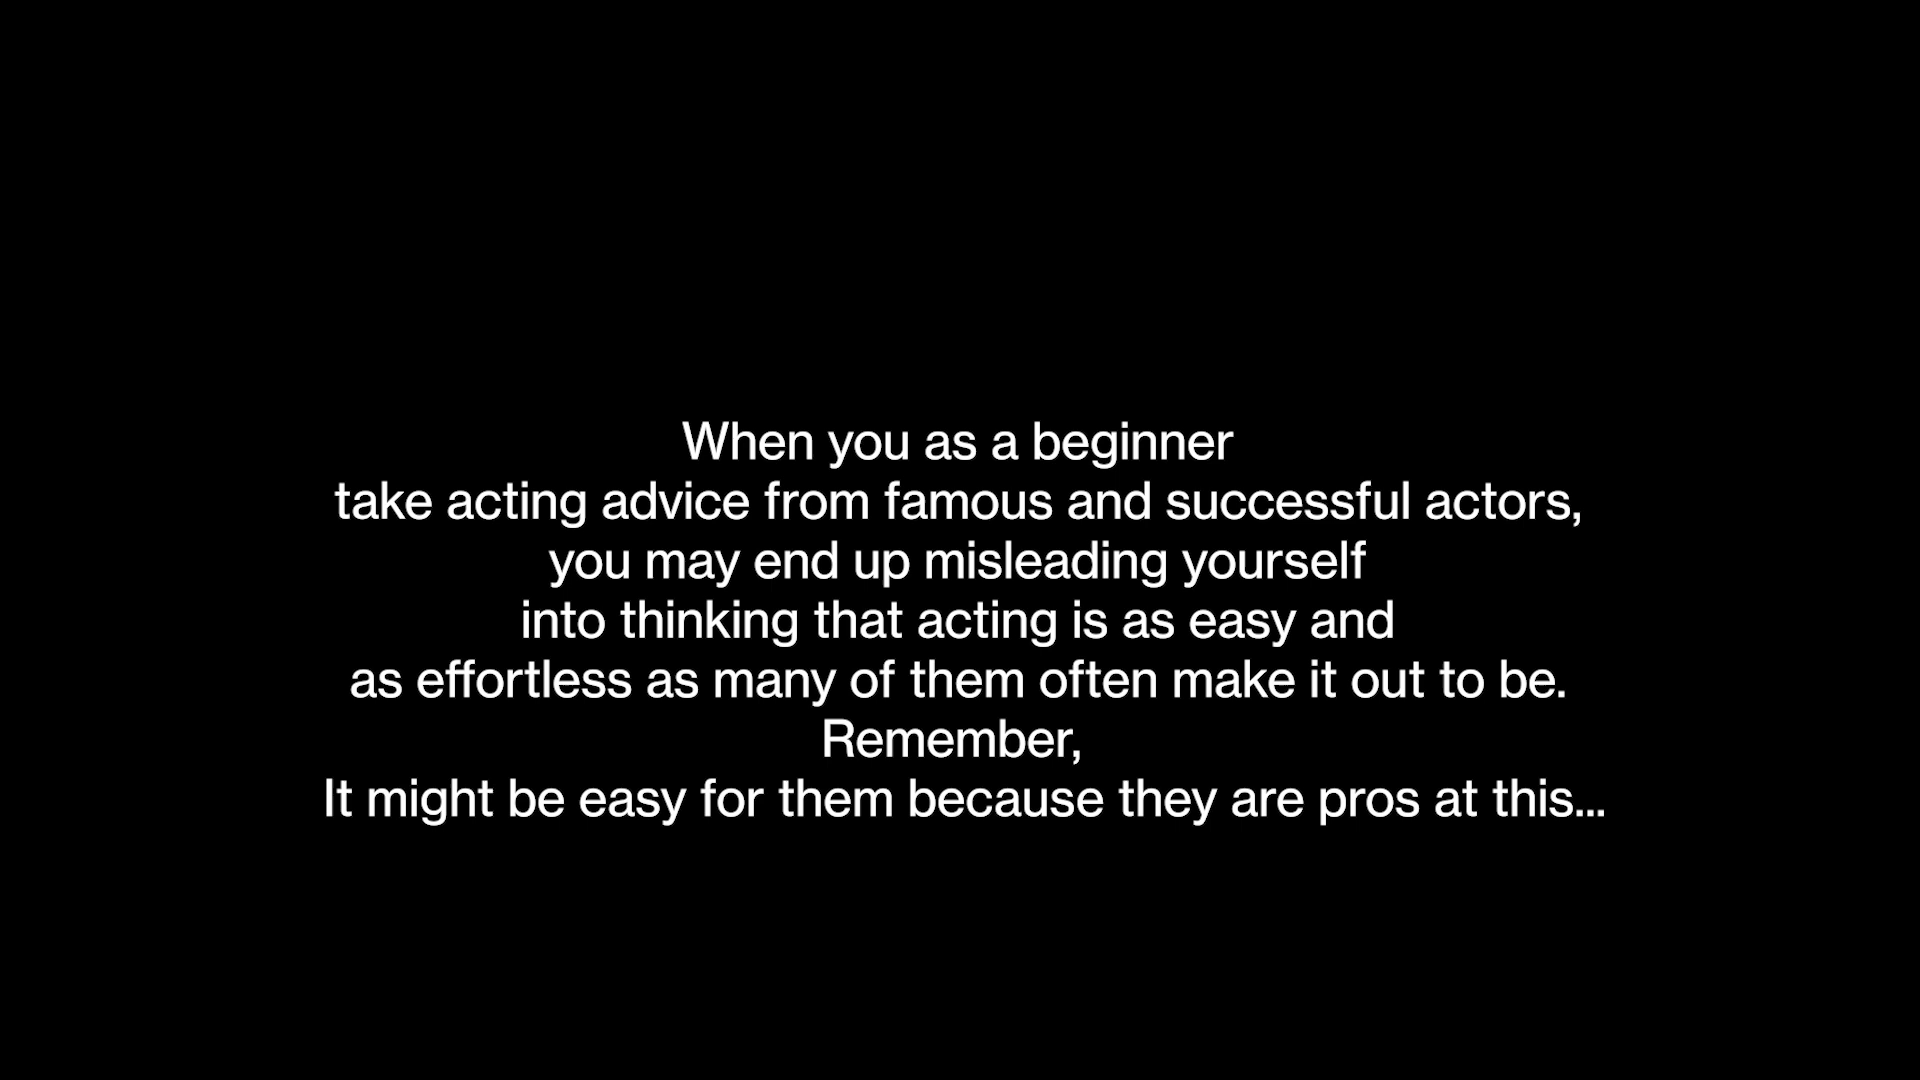 When you as a beginner
take acting advice from famous and successful actors,
you may end up misleading yourself
into thinking that acting is as easy and
as effortless as many of them often make it out to be.
Remember,
It might be easy for them because they are pros at this...